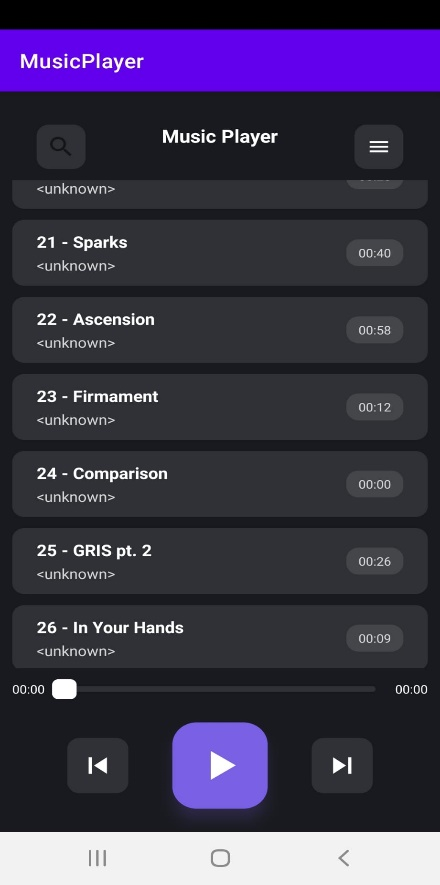 MusicPlayer
Music Player
<unknown>
21 - Sparks
00:40
<unknown>
22 - Ascension
00:58
<unknown>
23 - Firmament
00:12
<unknown>
24 - Comparison
00:00
<unknown>
25 - GRIS pt. 2
00:26
<unknown>
26 - In Your Hands
00:09
<unknown>
00:00
00:00